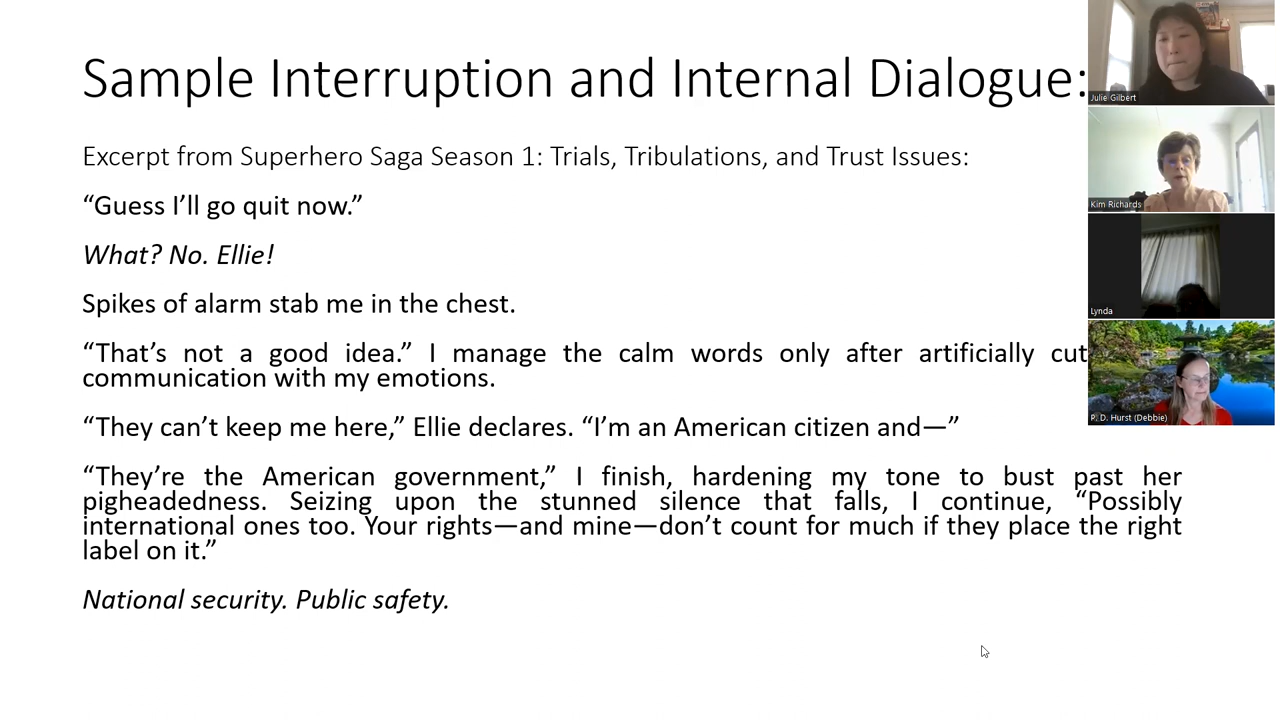 Sample Interruption and Internal Dialogue:
Excerpt from Superhero Saga Season 1: Trials, Tribulations, and Trust Issues:
“Guess I’ll go quit now.”
What? No. Ellie!
Spikes of alarm stab me in the chest.
“That’s not a good idea.” I manage the calm words only after artificially cut
communication with my emotions.
“They can’t keep me here,” Ellie declares. “I’m an American citizen and—”
“They’re the American government,” I finish, hardening my tone to bust past her
pigheadedness. Seizing upon the stunned silence that falls, I continue, “Possibly
international ones too. Your rights—and mine—don’t count for much if they place the right
label on it.”
National security. Public safety.
Julie Gilbert
Kim Richards
Lynda
P. D. Hurst (Debbie)